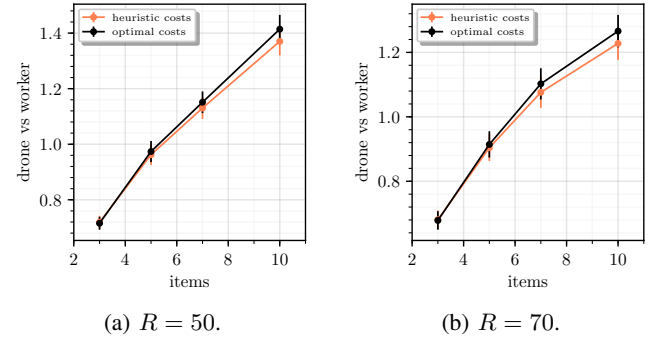 heuristic costs
optimal costs
drone vs worker
1.4
1.2
1.0
0.8
2 4 6 8 10
items
(a) R = 50.
heuristic costs
optimal costs
drone vs worker
1.2
1.0
0.8
2 4 6 8 10
items
(b) R = 70.